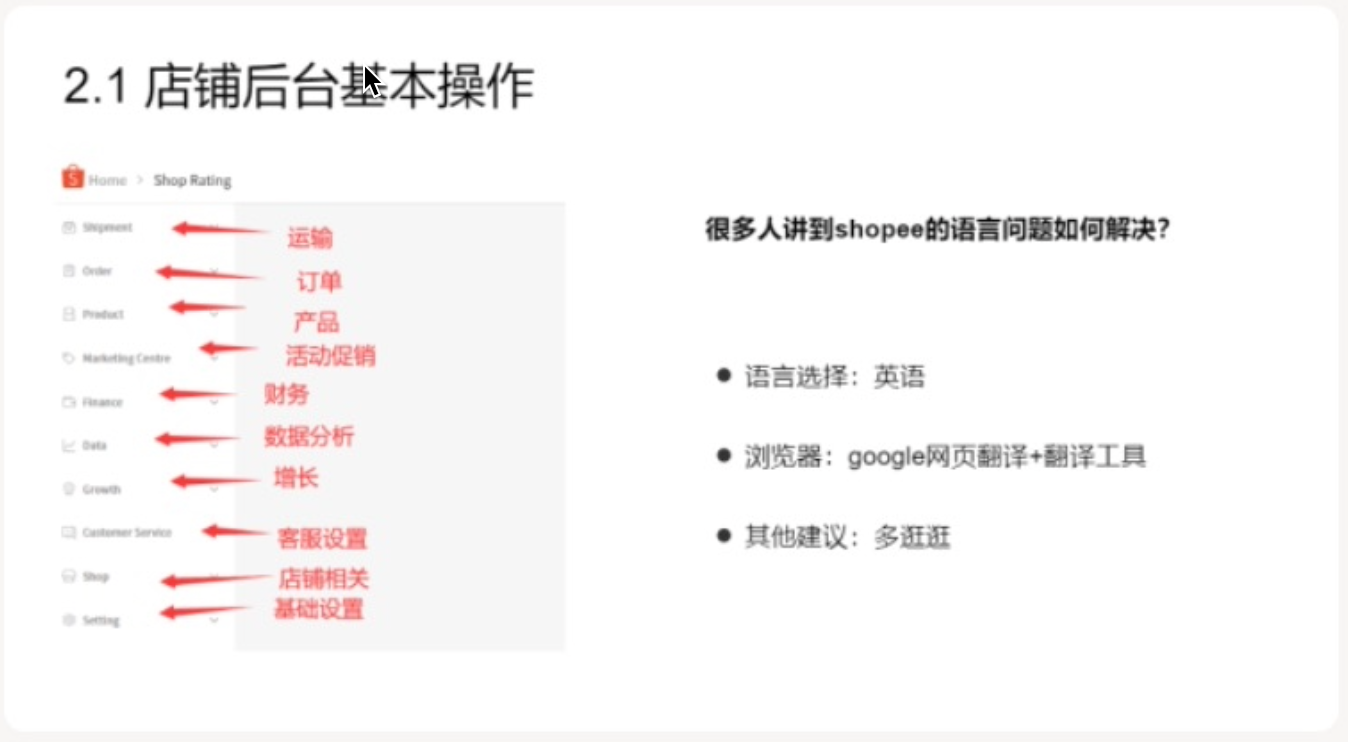 2.1 店铺后台基本操作
Home > Shop Rating
Shipment
运输
Order
订单
Product
产品
Marketing Centre
活动促销
Finance
财务
Data
数据分析
Growth
增长
Customer Service
客服设置
Shop
店铺相关
Setting
基础设置
很多人讲到shopee的语言问题如何解决?
● 语言选择：英语
● 浏览器：google网页翻译+翻译工具
● 其他建议：多逛逛